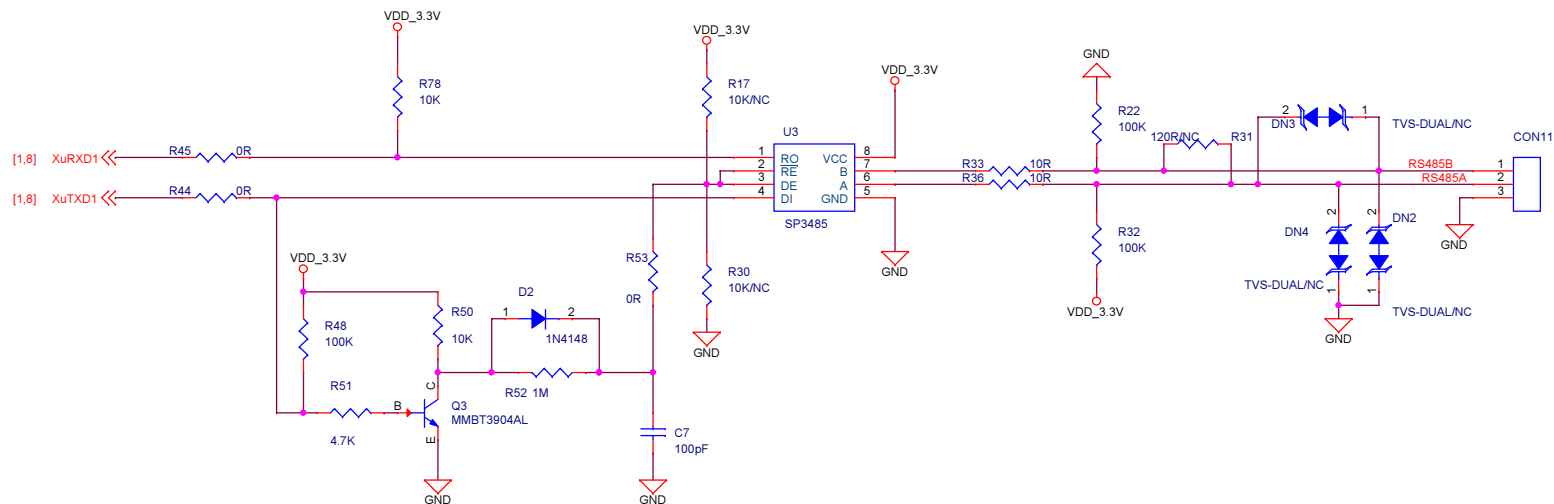 VDD_3.3V
VDD_3.3V
GND
R78
10K
R17
10K/NC
VDD_3.3V
R22
100K
2
1
DN3
TVS-DUAL/NC
U3
120R/NC
R31
CON11
[1,8] XuRXD1
R45
0R
1
RO
VCC
8
2
RE
B
7
R33
10R
RS485B
1
3
DE
A
6
R36
10R
RS485A
2
[1,8] XuTXD1
R44
0R
4
DI
GND
5
3
SP3485
R32
100K
2
2
DN2
DN4
GND
VDD_3.3V
R53
0R
R30
10K/NC
GND
TVS-DUAL/NC
1
1
VDD_3.3V
TVS-DUAL/NC
GND
D2
1
2
1N4148
R50
10K
R48
100K
GND
R52
1M
R51
4.7K
B
C
E
Q3
MMBT3904AL
C7
100pF
GND
GND